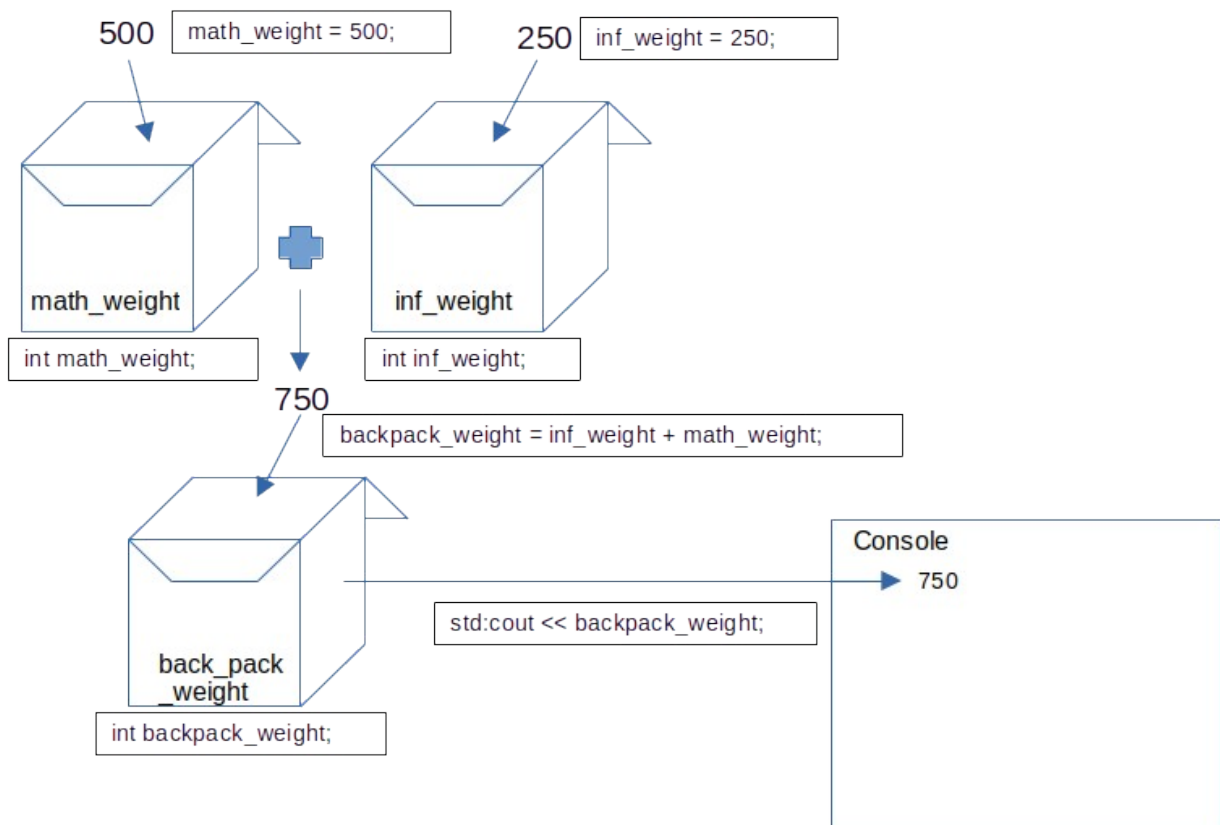 500
math_weight = 500;
250
inf_weight = 250;
math_weight
inf_weight
int math_weight;
int inf_weight;
750
backpack_weight = inf_weight + math_weight;
Console
750
std:cout << backpack_weight;
back_pack
_weight
int backpack_weight;